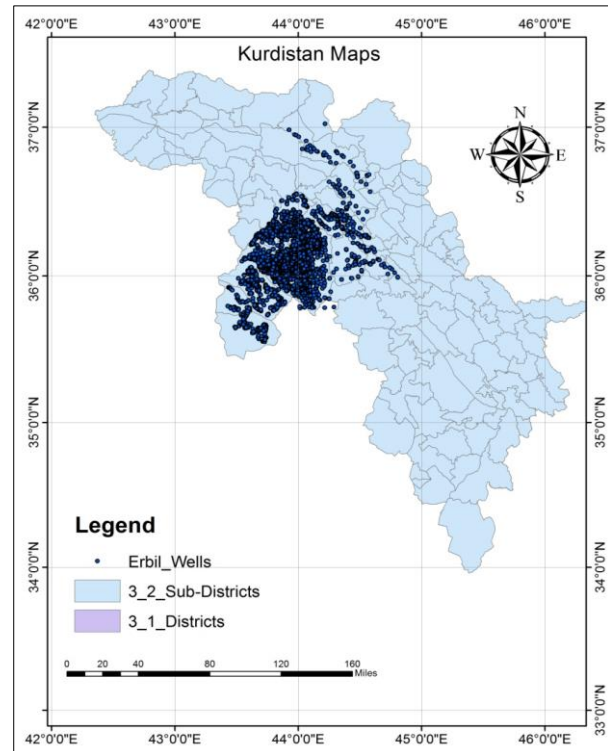 42°0'0"E 43°0'0"E 44°0'0"E 45°0'0"E 46°0'0"E
Kurdistan Maps
N
W E
S
37°0'0"N 37°0'0"N
36°0'0"N 36°0'0"N
35°0'0"N 35°0'0"N
34°0'0"N 34°0'0"N
33°0'0"N 33°0'0"N
Legend
Erbil_Wells
3_2_Sub-Districts
3_1_Districts
0 20 40 80 120 160
Miles
42°0'0"E 43°0'0"E 44°0'0"E 45°0'0"E 46°0'0"E